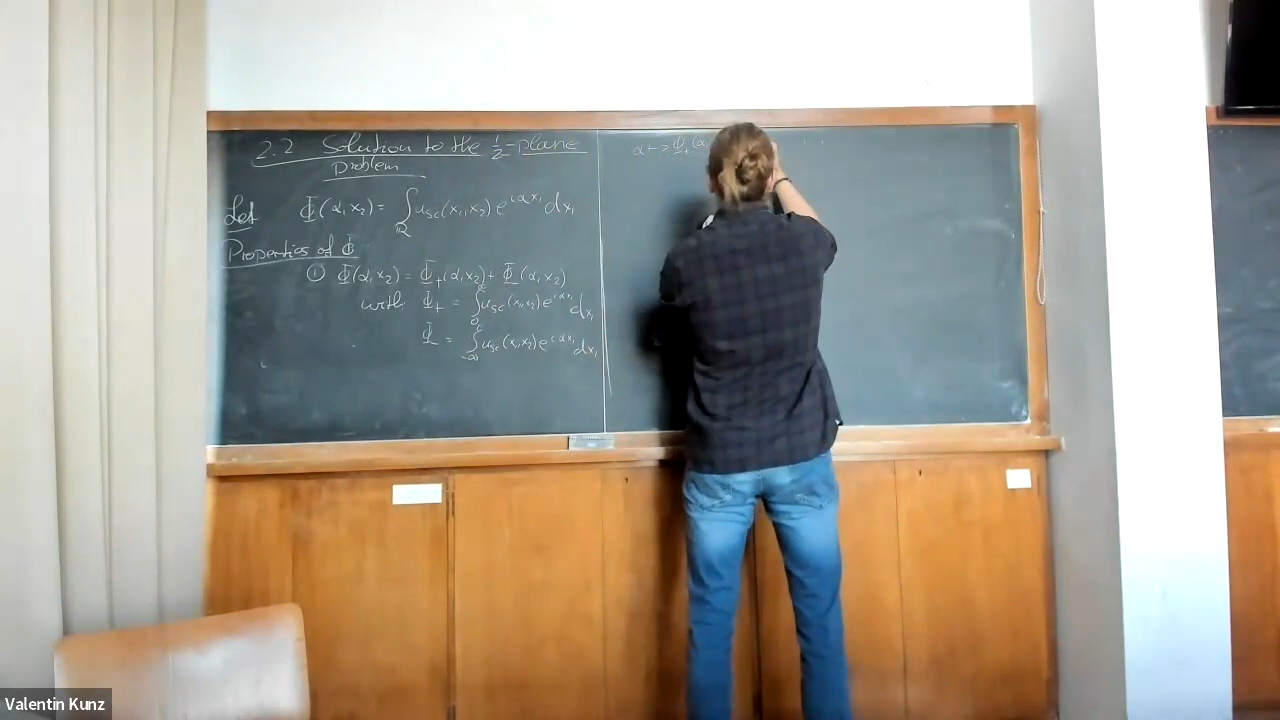 2.2 Solution to the ½-plane
Problem
Let Φ(α,x₂) = ∫_ℝ u_sc(x₁,x₂) e^{iαx₁} dx₁
Properties of Φ
① Φ(α,x₂) = Φ₊(α,x₂) + Φ₋(α,x₂)
with Φ₊ = ∫₀^∞ u_sc(x₁,x₂) e^{iαx₁} dx₁
Φ₋ = ∫_{-∞}^0 u_sc(x₁,x₂) e^{iαx₁} dx₁
α ↦ Φ₊(α
Valentin Kunz